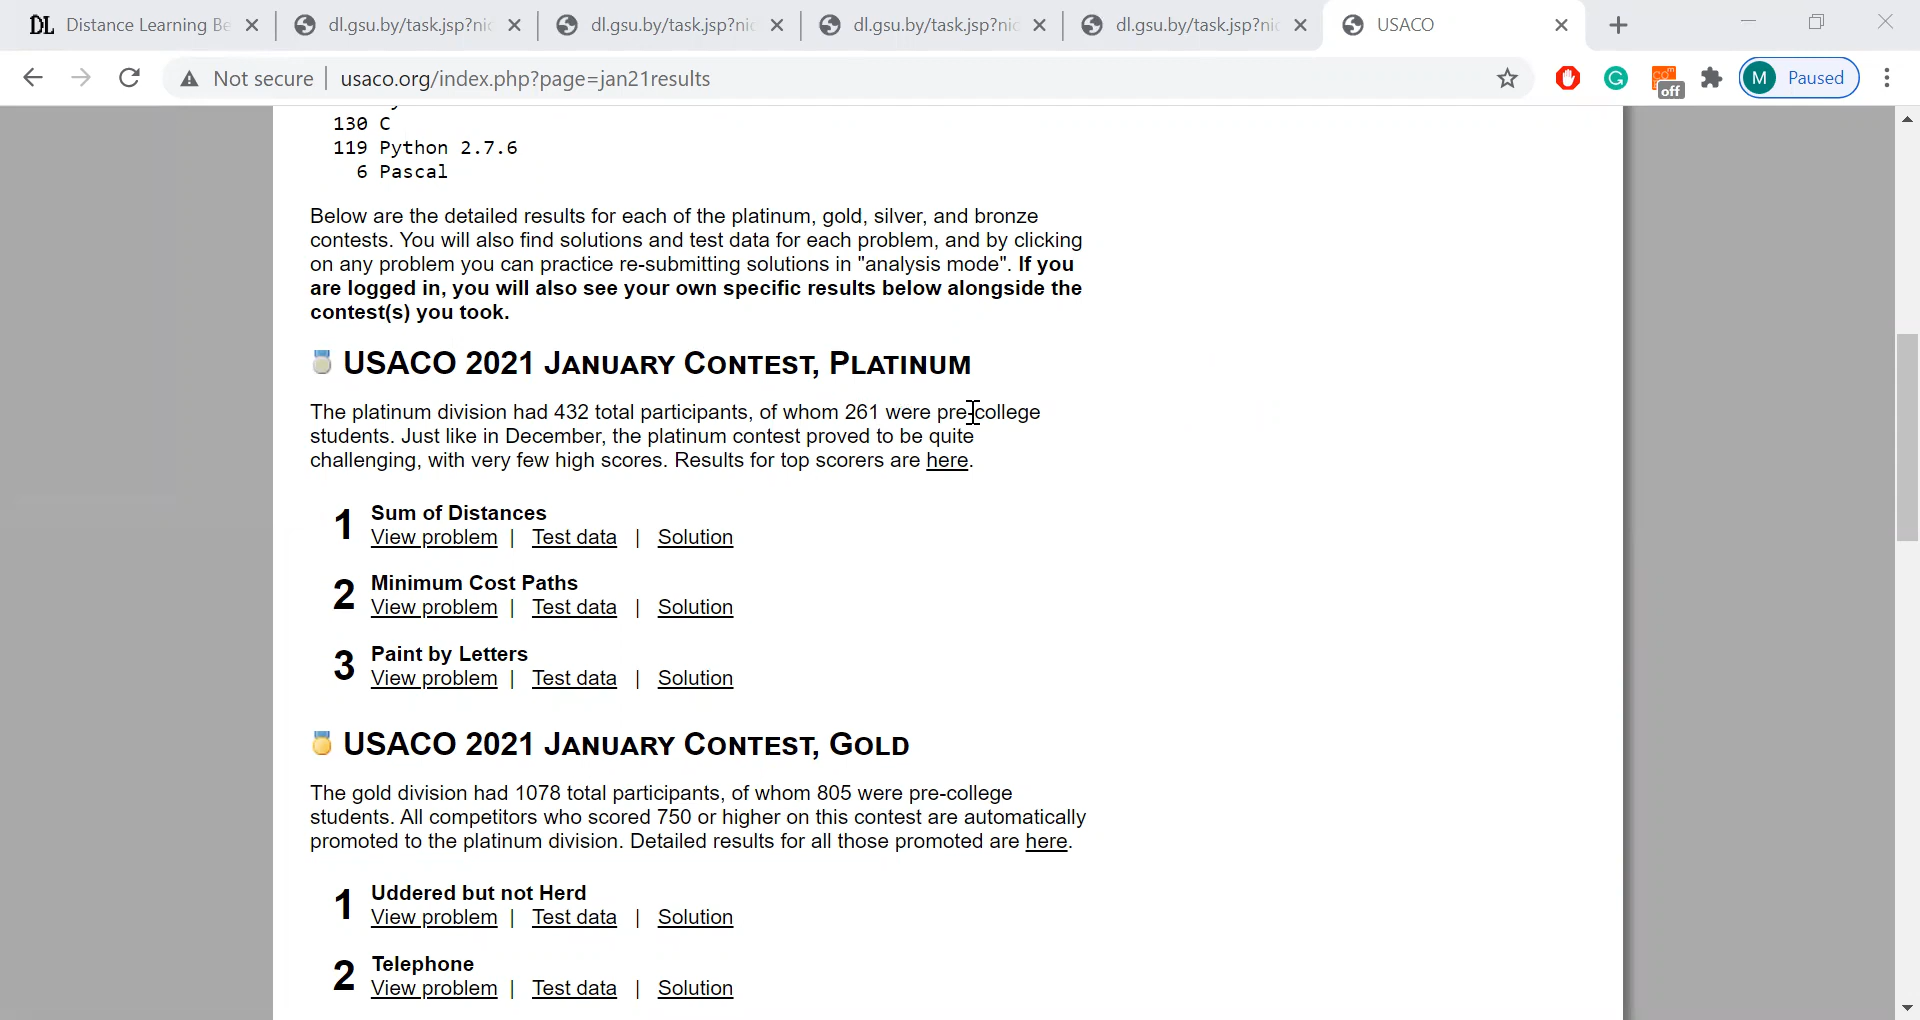 Distance Learning Be
dl.gsu.by/task.jsp?nic
dl.gsu.by/task.jsp?nic
dl.gsu.by/task.jsp?nic
dl.gsu.by/task.jsp?nic
USACO
Not secure | usaco.org/index.php?page=jan21results
off
M Paused
130 C
119 Python 2.7.6
6 Pascal
Below are the detailed results for each of the platinum, gold, silver, and bronze
contests. You will also find solutions and test data for each problem, and by clicking
on any problem you can practice re-submitting solutions in "analysis mode". If you
are logged in, you will also see your own specific results below alongside the
contest(s) you took.
USACO 2021 January Contest, Platinum
The platinum division had 432 total participants, of whom 261 were pre-college
students. Just like in December, the platinum contest proved to be quite
challenging, with very few high scores. Results for top scorers are here.
1 Sum of Distances
View problem | Test data | Solution
2 Minimum Cost Paths
View problem | Test data | Solution
3 Paint by Letters
View problem | Test data | Solution
USACO 2021 January Contest, Gold
The gold division had 1078 total participants, of whom 805 were pre-college
students. All competitors who scored 750 or higher on this contest are automatically
promoted to the platinum division. Detailed results for all those promoted are here.
1 Uddered but not Herd
View problem | Test data | Solution
2 Telephone
View problem | Test data | Solution